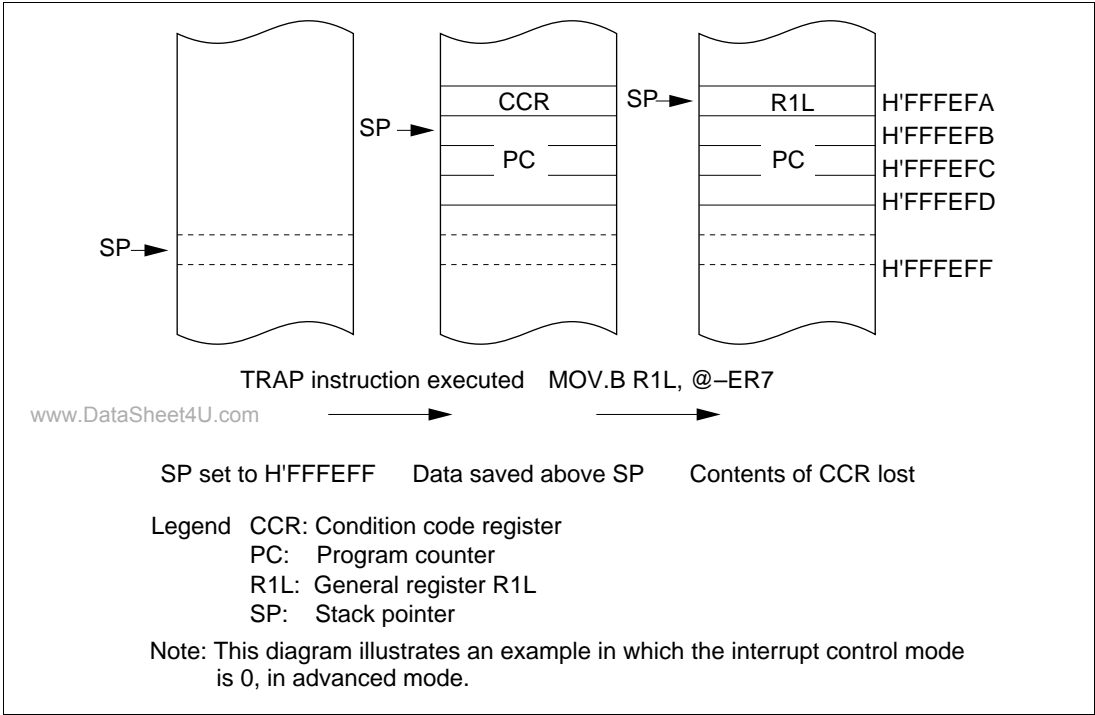 CCR
SP
R1L
H'FFFEFA
SP
H'FFFEFB
PC
PC
H'FFFEFC
H'FFFEFD
SP
H'FFFEFF
TRAP instruction executed
MOV.B R1L, @–ER7
www.DataSheet4U.com
SP set to H'FFFEFF
Data saved above SP
Contents of CCR lost
Legend CCR: Condition code register
PC: Program counter
R1L: General register R1L
SP: Stack pointer
Note: This diagram illustrates an example in which the interrupt control mode
is 0, in advanced mode.